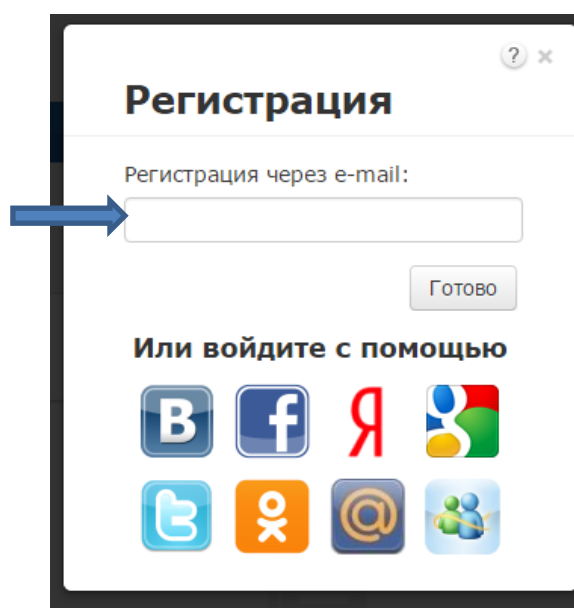 ?
Регистрация
Регистрация через e-mail:
Готово
Или войдите с помощью
В f Я g
t @